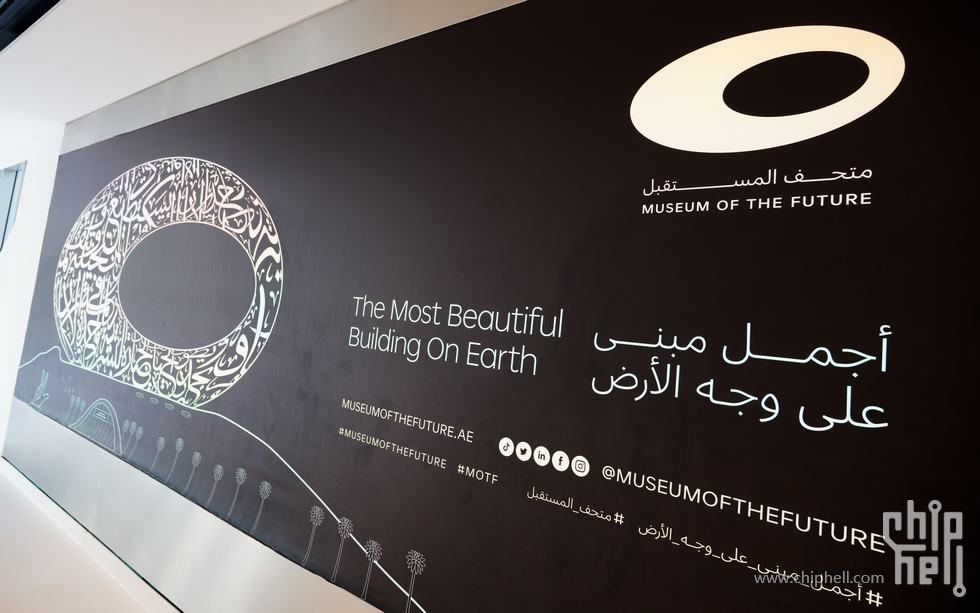 متحف المستقبل
MUSEUM OF THE FUTURE
The Most Beautiful
Building On Earth
أجمل مبنى
على وجه الأرض
MUSEUMOFTHEFUTURE.AE
#MUSEUMOFTHEFUTURE #MOTF
in f @MUSEUMOFTHEFUTURE
#متحف_المستقبل
#أجمل_مبنى_على_وجه_الأرض
www.chiphell.com
chip
hell